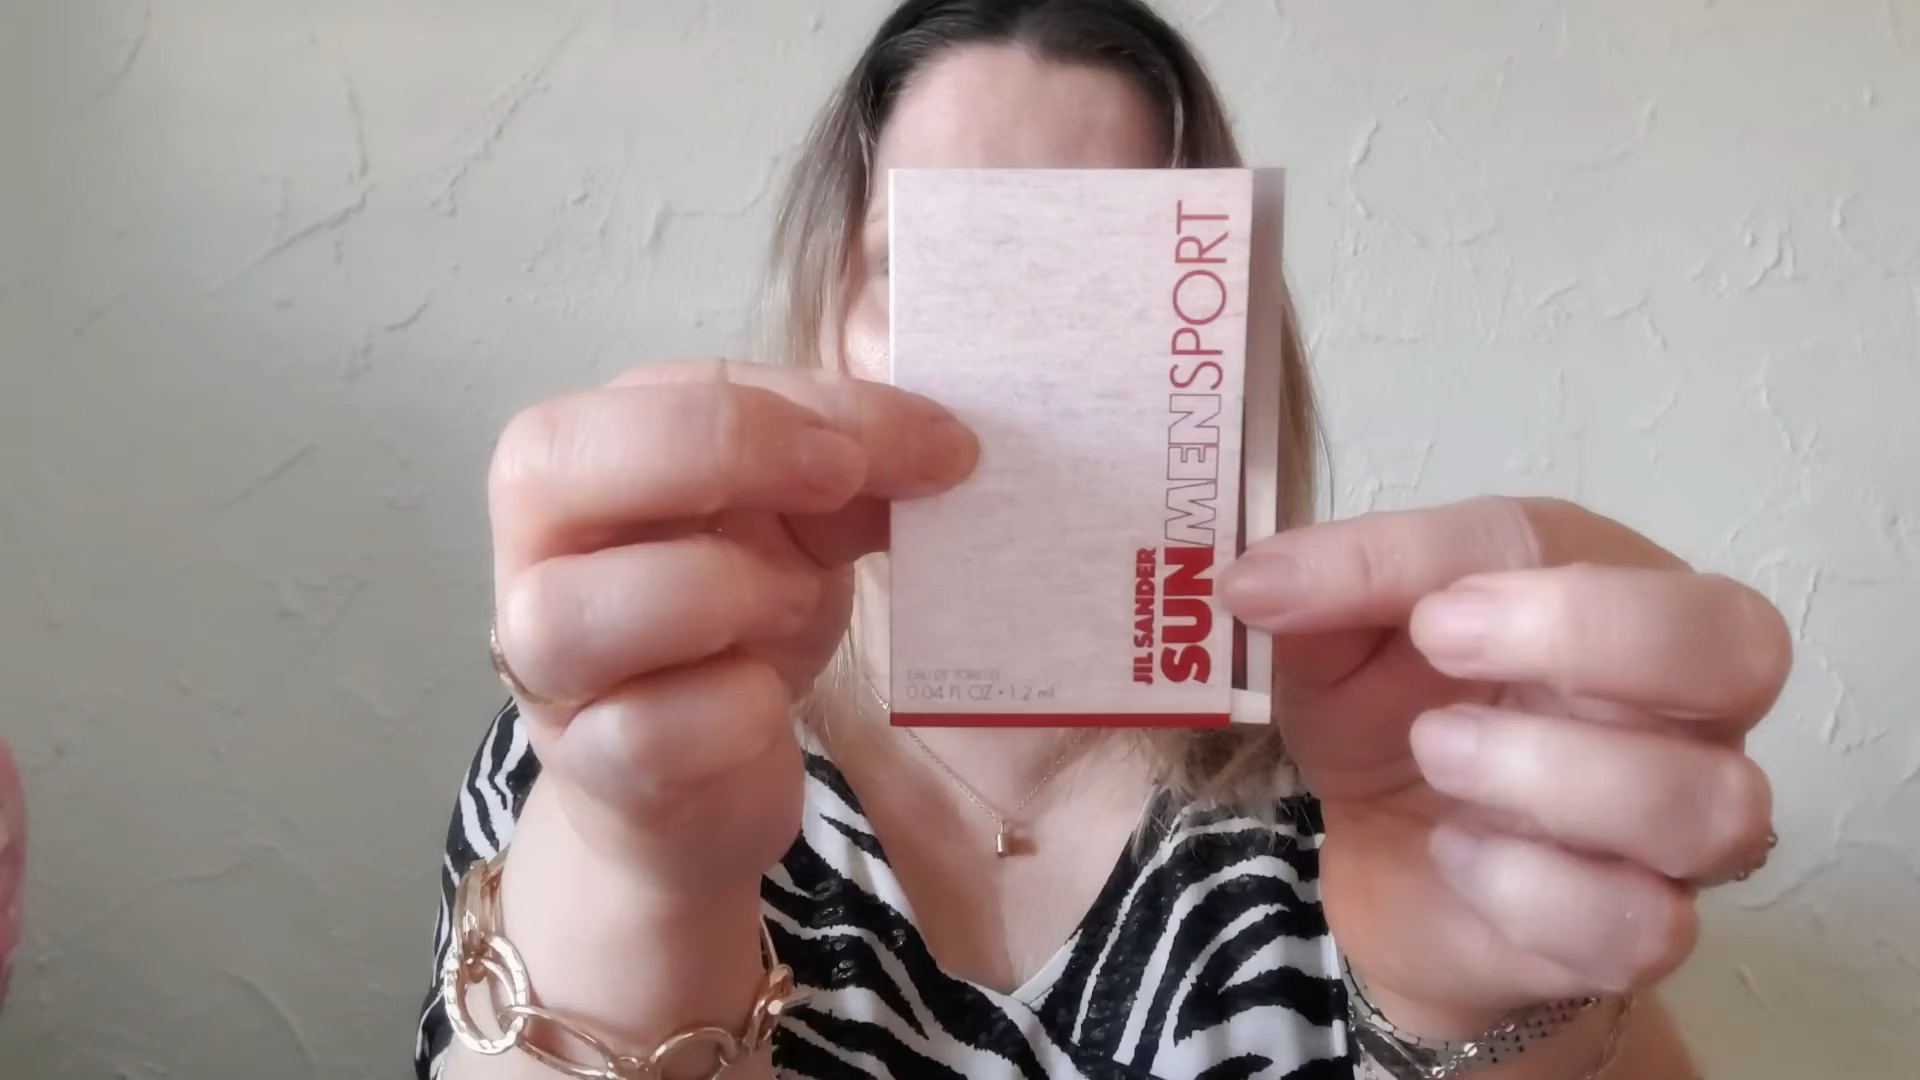 JIL SANDER
SUNMENSPORT
EAU DE TOILETTE
0.04 FL OZ • 1.2 ml